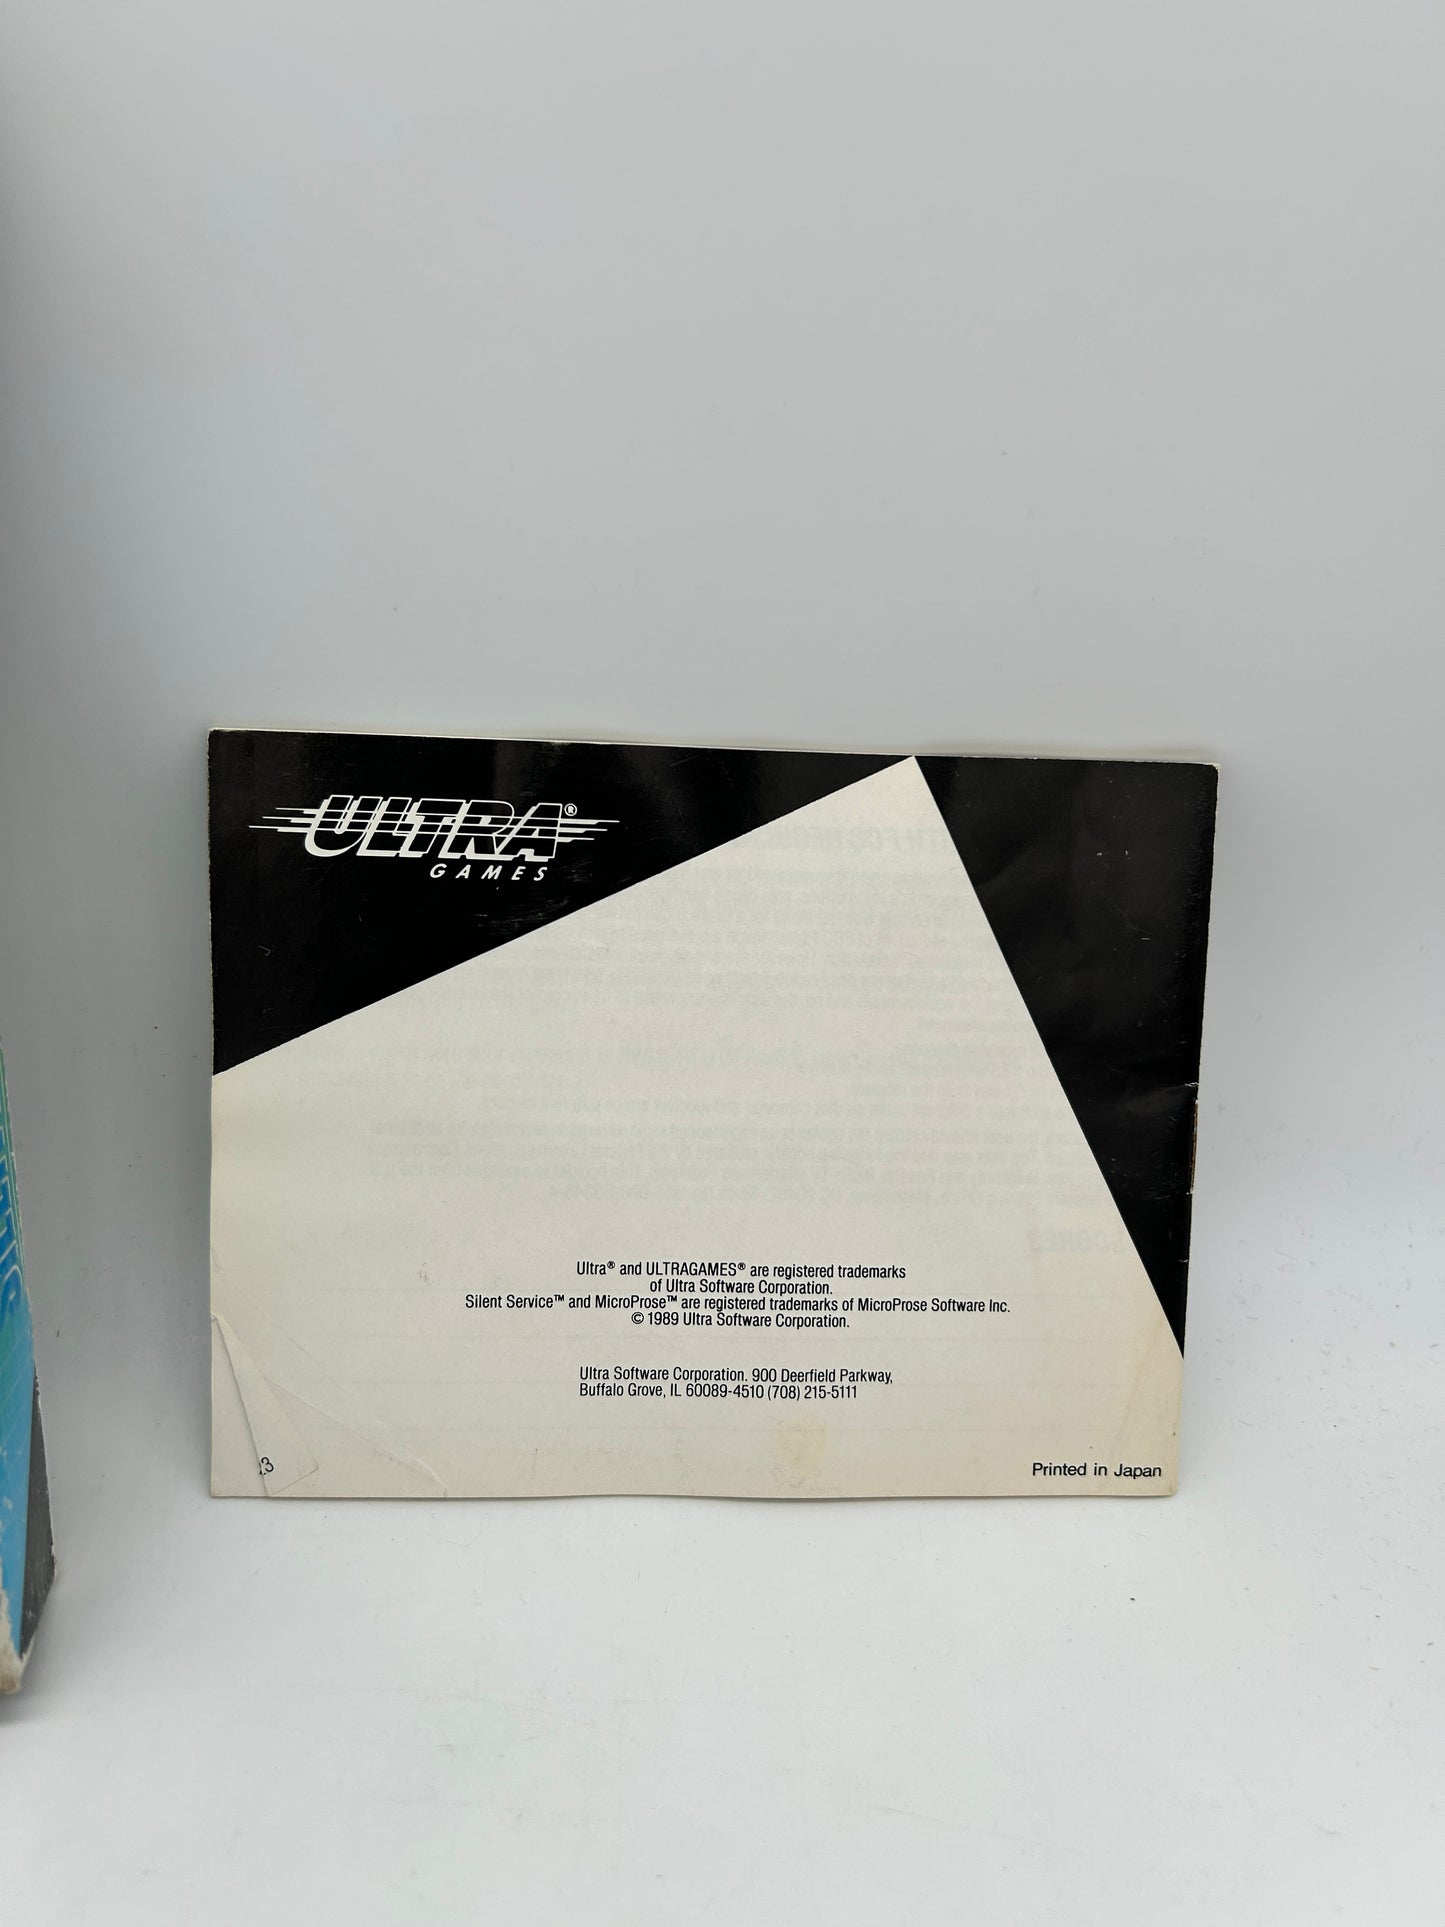 ULTRA®
GAMES
Ultra® and ULTRAGAMES® are registered trademarks
of Ultra Software Corporation.
Silent Service™ and MicroProse™ are registered trademarks of MicroProse Software Inc.
© 1989 Ultra Software Corporation.
Ultra Software Corporation. 900 Deerfield Parkway,
Buffalo Grove, IL 60089-4510 (708) 215-5111
Printed in Japan